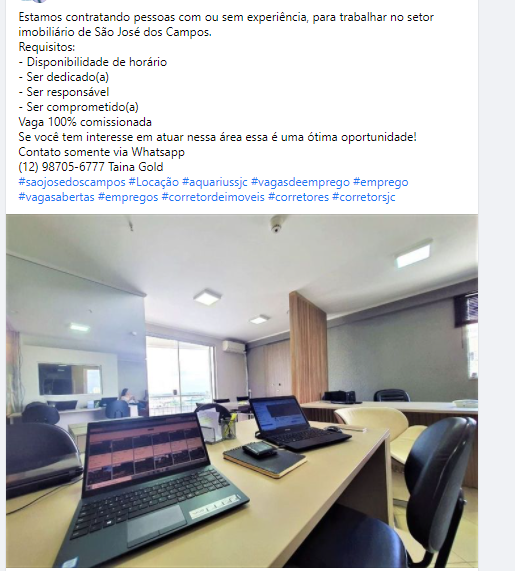 Estamos contratando pessoas com ou sem experiência, para trabalhar no setor
imobiliário de São José dos Campos.
Requisitos:
- Disponibilidade de horário
- Ser dedicado(a)
- Ser responsável
- Ser comprometido(a)
Vaga 100% comissionada
Se você tem interesse em atuar nessa área essa é uma ótima oportunidade!
Contato somente via Whatsapp
(12) 98705-6777 Taina Gold
#saojosedoscampos #Locação #aquariussjc #vagasdeemprego #emprego
#vagasabertas #empregos #corretordeimoveis #corretores #corretorsjc